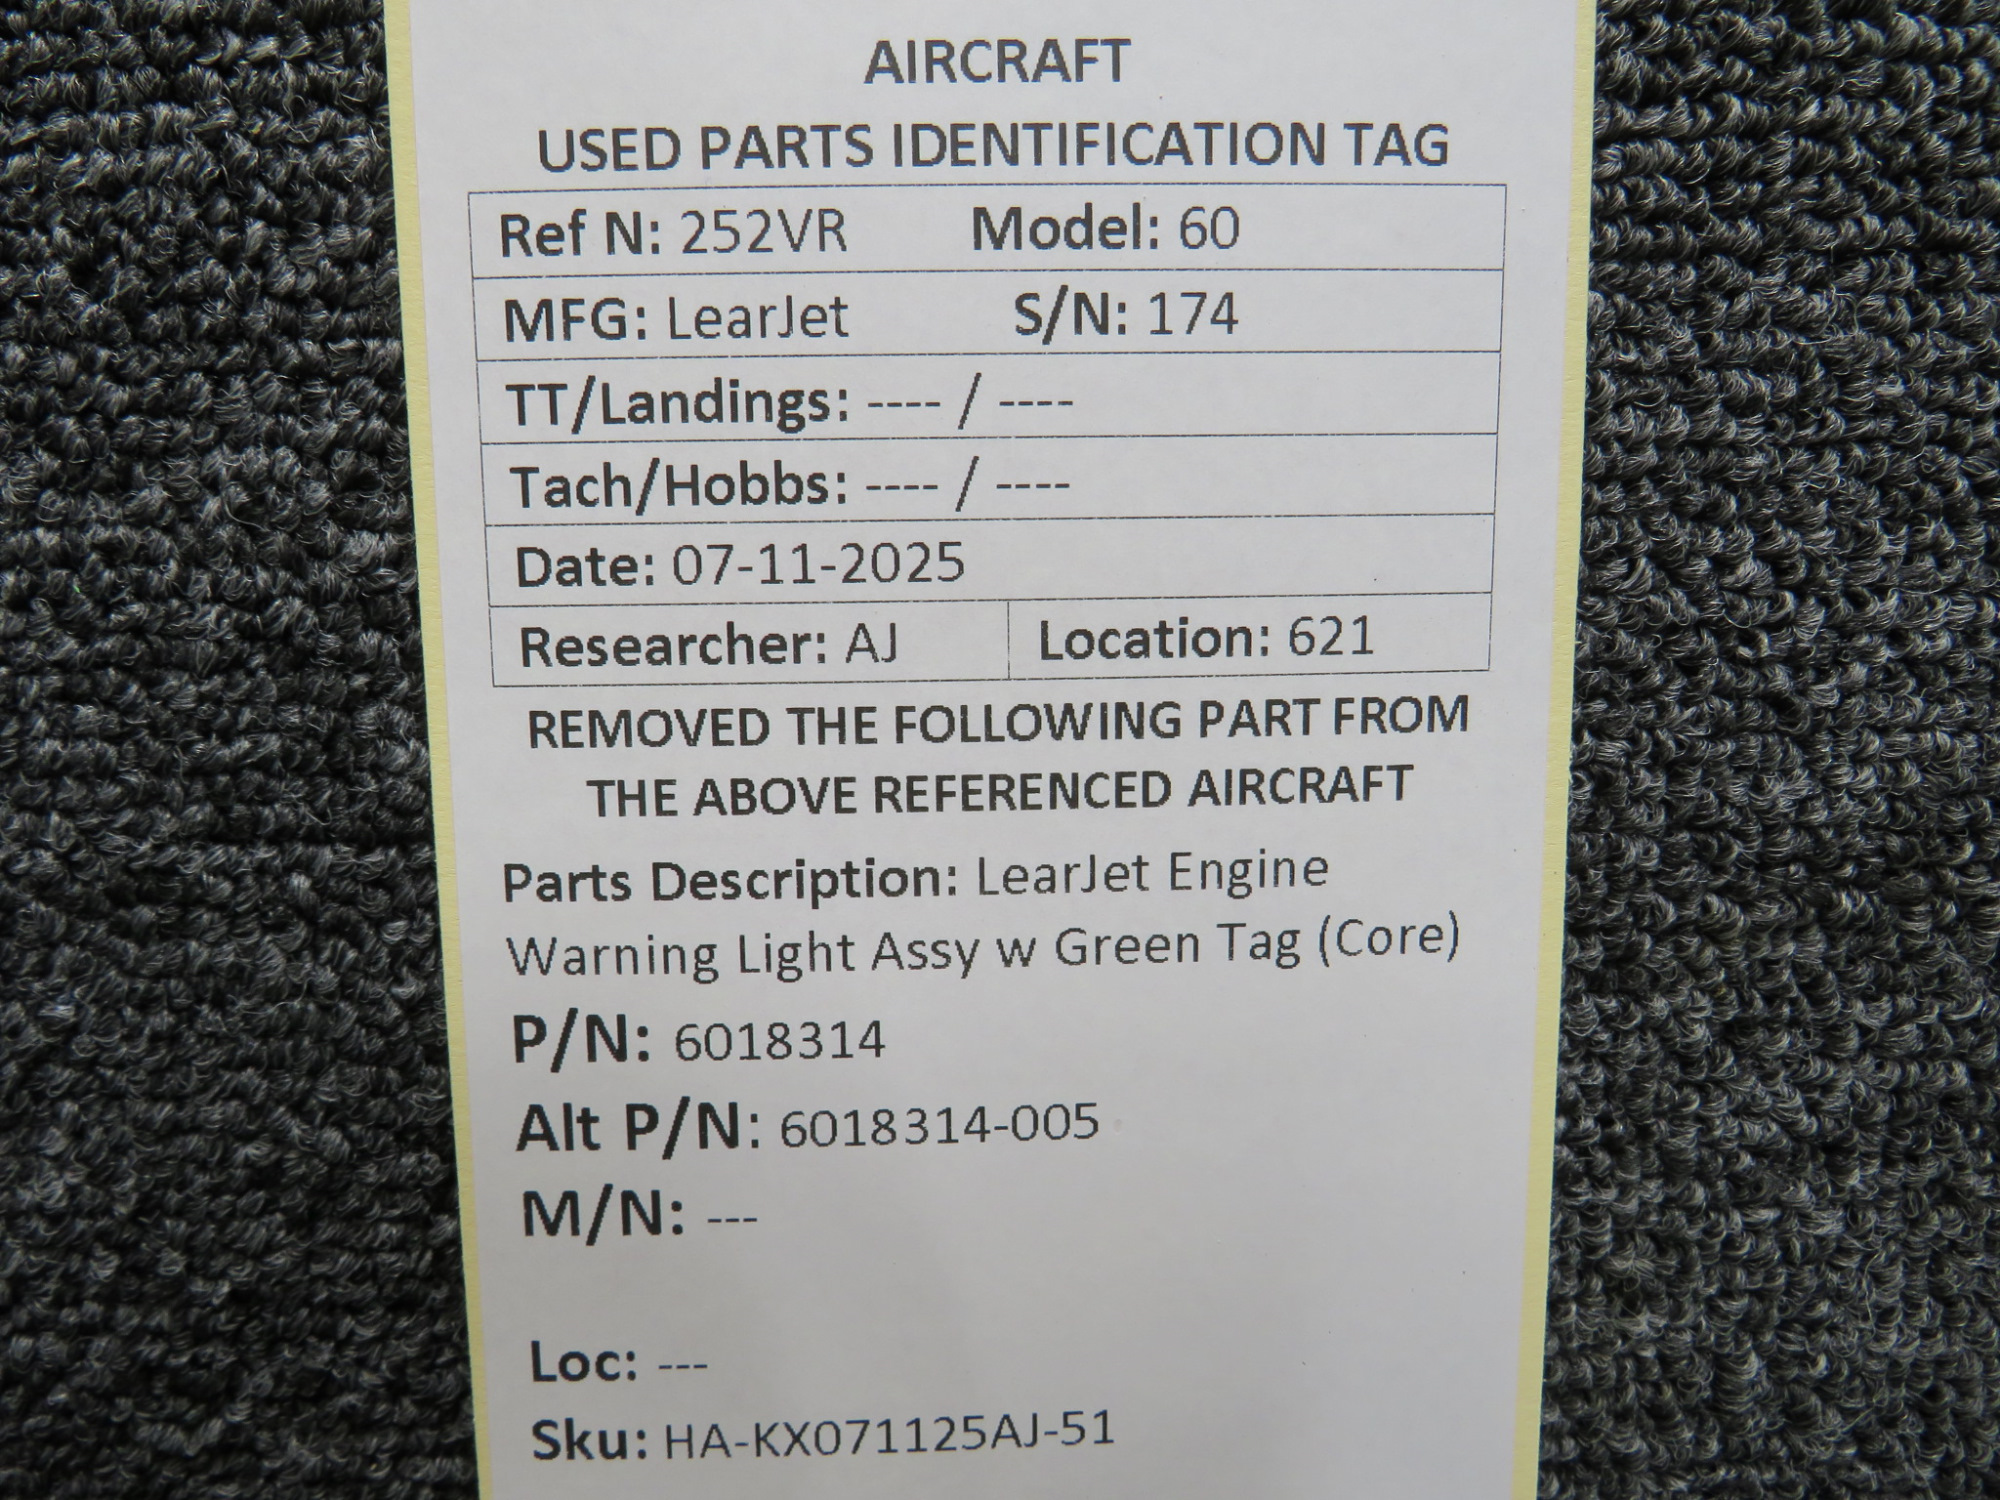 AIRCRAFT
USED PARTS IDENTIFICATION TAG
Ref N: 252VR Model: 60
MFG: LearJet S/N: 174
TT/Landings: ---- / ----
Tach/Hobbs: ---- / ----
Date: 07-11-2025
Researcher: AJ Location: 621
REMOVED THE FOLLOWING PART FROM
THE ABOVE REFERENCED AIRCRAFT
Parts Description: LearJet Engine
Warning Light Assy w Green Tag (Core)
P/N: 6018314
Alt P/N: 6018314-005
M/N: ---
Loc: ---
Sku: HA-KX071125AJ-51